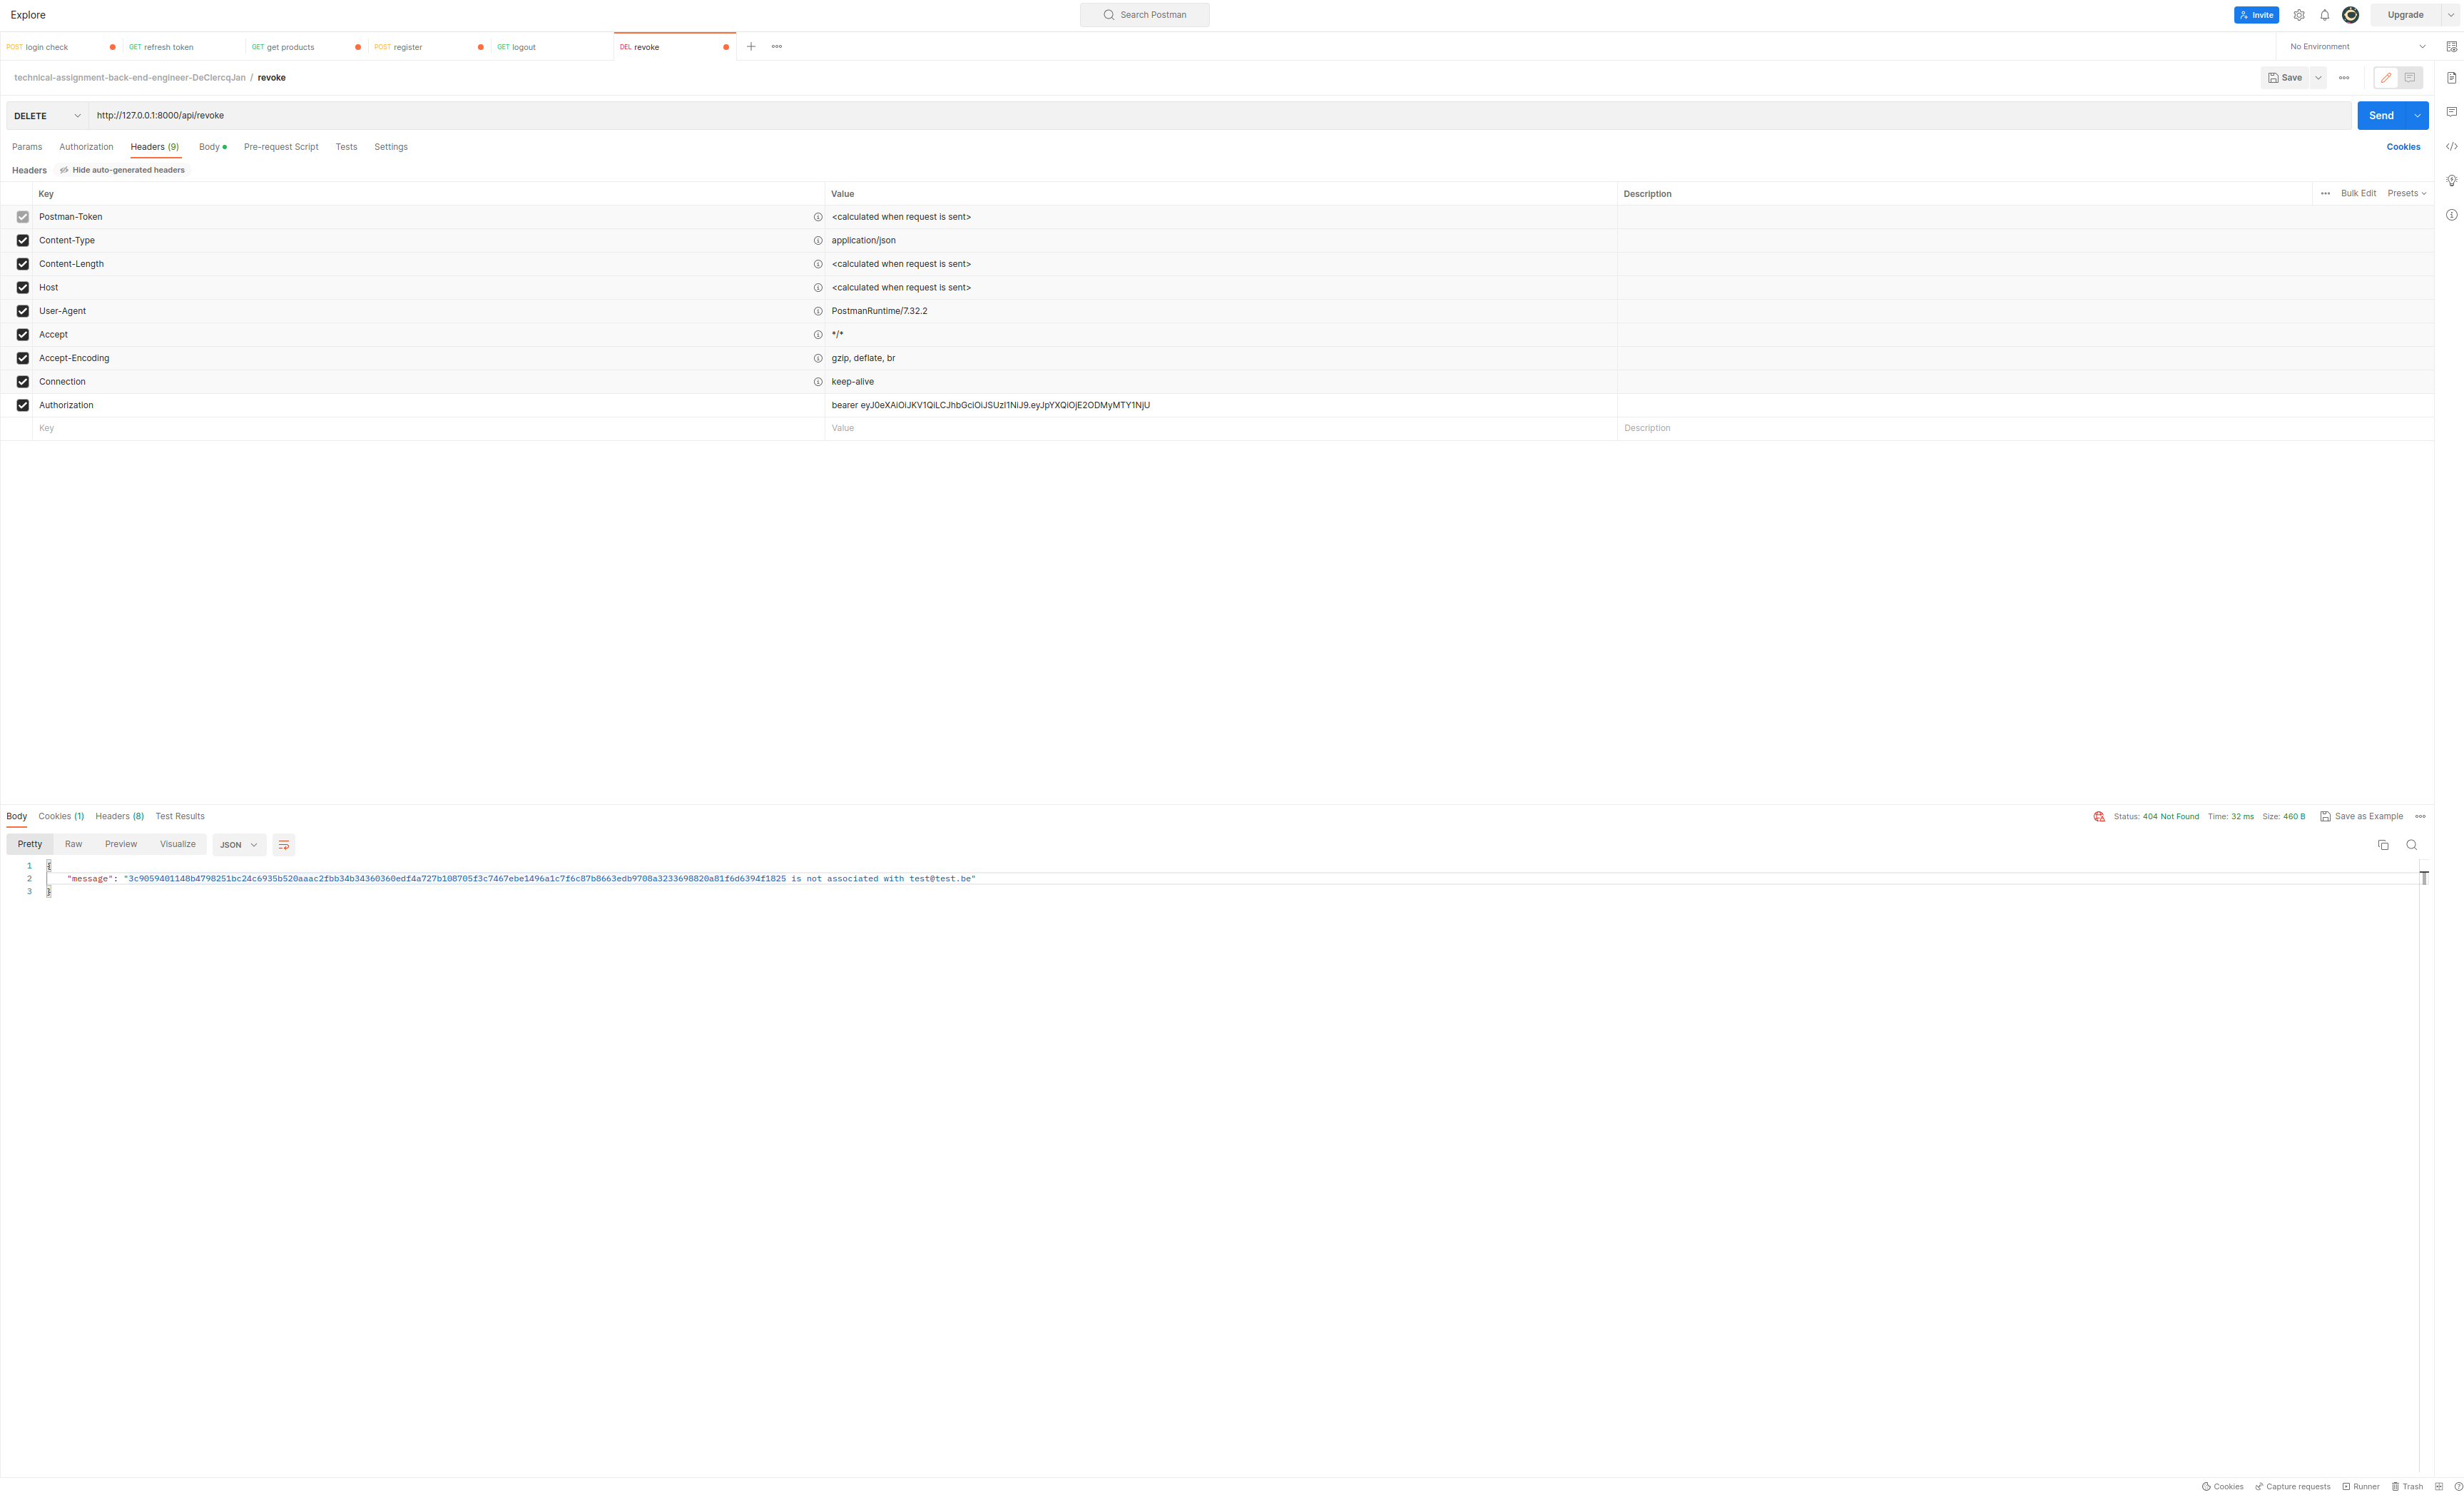 Explore
Search Postman
Invite
Upgrade
POST login check
GET refresh token
GET get products
POST register
GET logout
DEL revoke
No Environment
technical-assignment-back-end-engineer-DeClercqJan / revoke
Save
DELETE
http://127.0.0.1:8000/api/revoke
Send
Params Authorization Headers (9) Body Pre-request Script Tests Settings
Cookies
Headers Hide auto-generated headers
Key Value Description Bulk Edit Presets
Postman-Token <calculated when request is sent>
Content-Type application/json
Content-Length <calculated when request is sent>
Host <calculated when request is sent>
User-Agent PostmanRuntime/7.32.2
Accept */*
Accept-Encoding gzip, deflate, br
Connection keep-alive
Authorization bearer eyJ0eXAiOiJKV1QiLCJhbGciOiJSUzI1NiJ9.eyJpYXQiOjE2ODMyMTY1NjU
Key Value Description
Body Cookies (1) Headers (8) Test Results
Status: 404 Not Found Time: 32 ms Size: 460 B Save as Example
Pretty Raw Preview Visualize JSON
1 {
2 "message": "3c9059401148b4798251bc24c6935b520aaac2fbb34b34360360edf4a727b108705f3c7467ebe1496a1c7f6c87b8663edb9708a3233698820a81f6d6394f1825 is not associated with test@test.be"
3 }
Cookies Capture requests Runner Trash